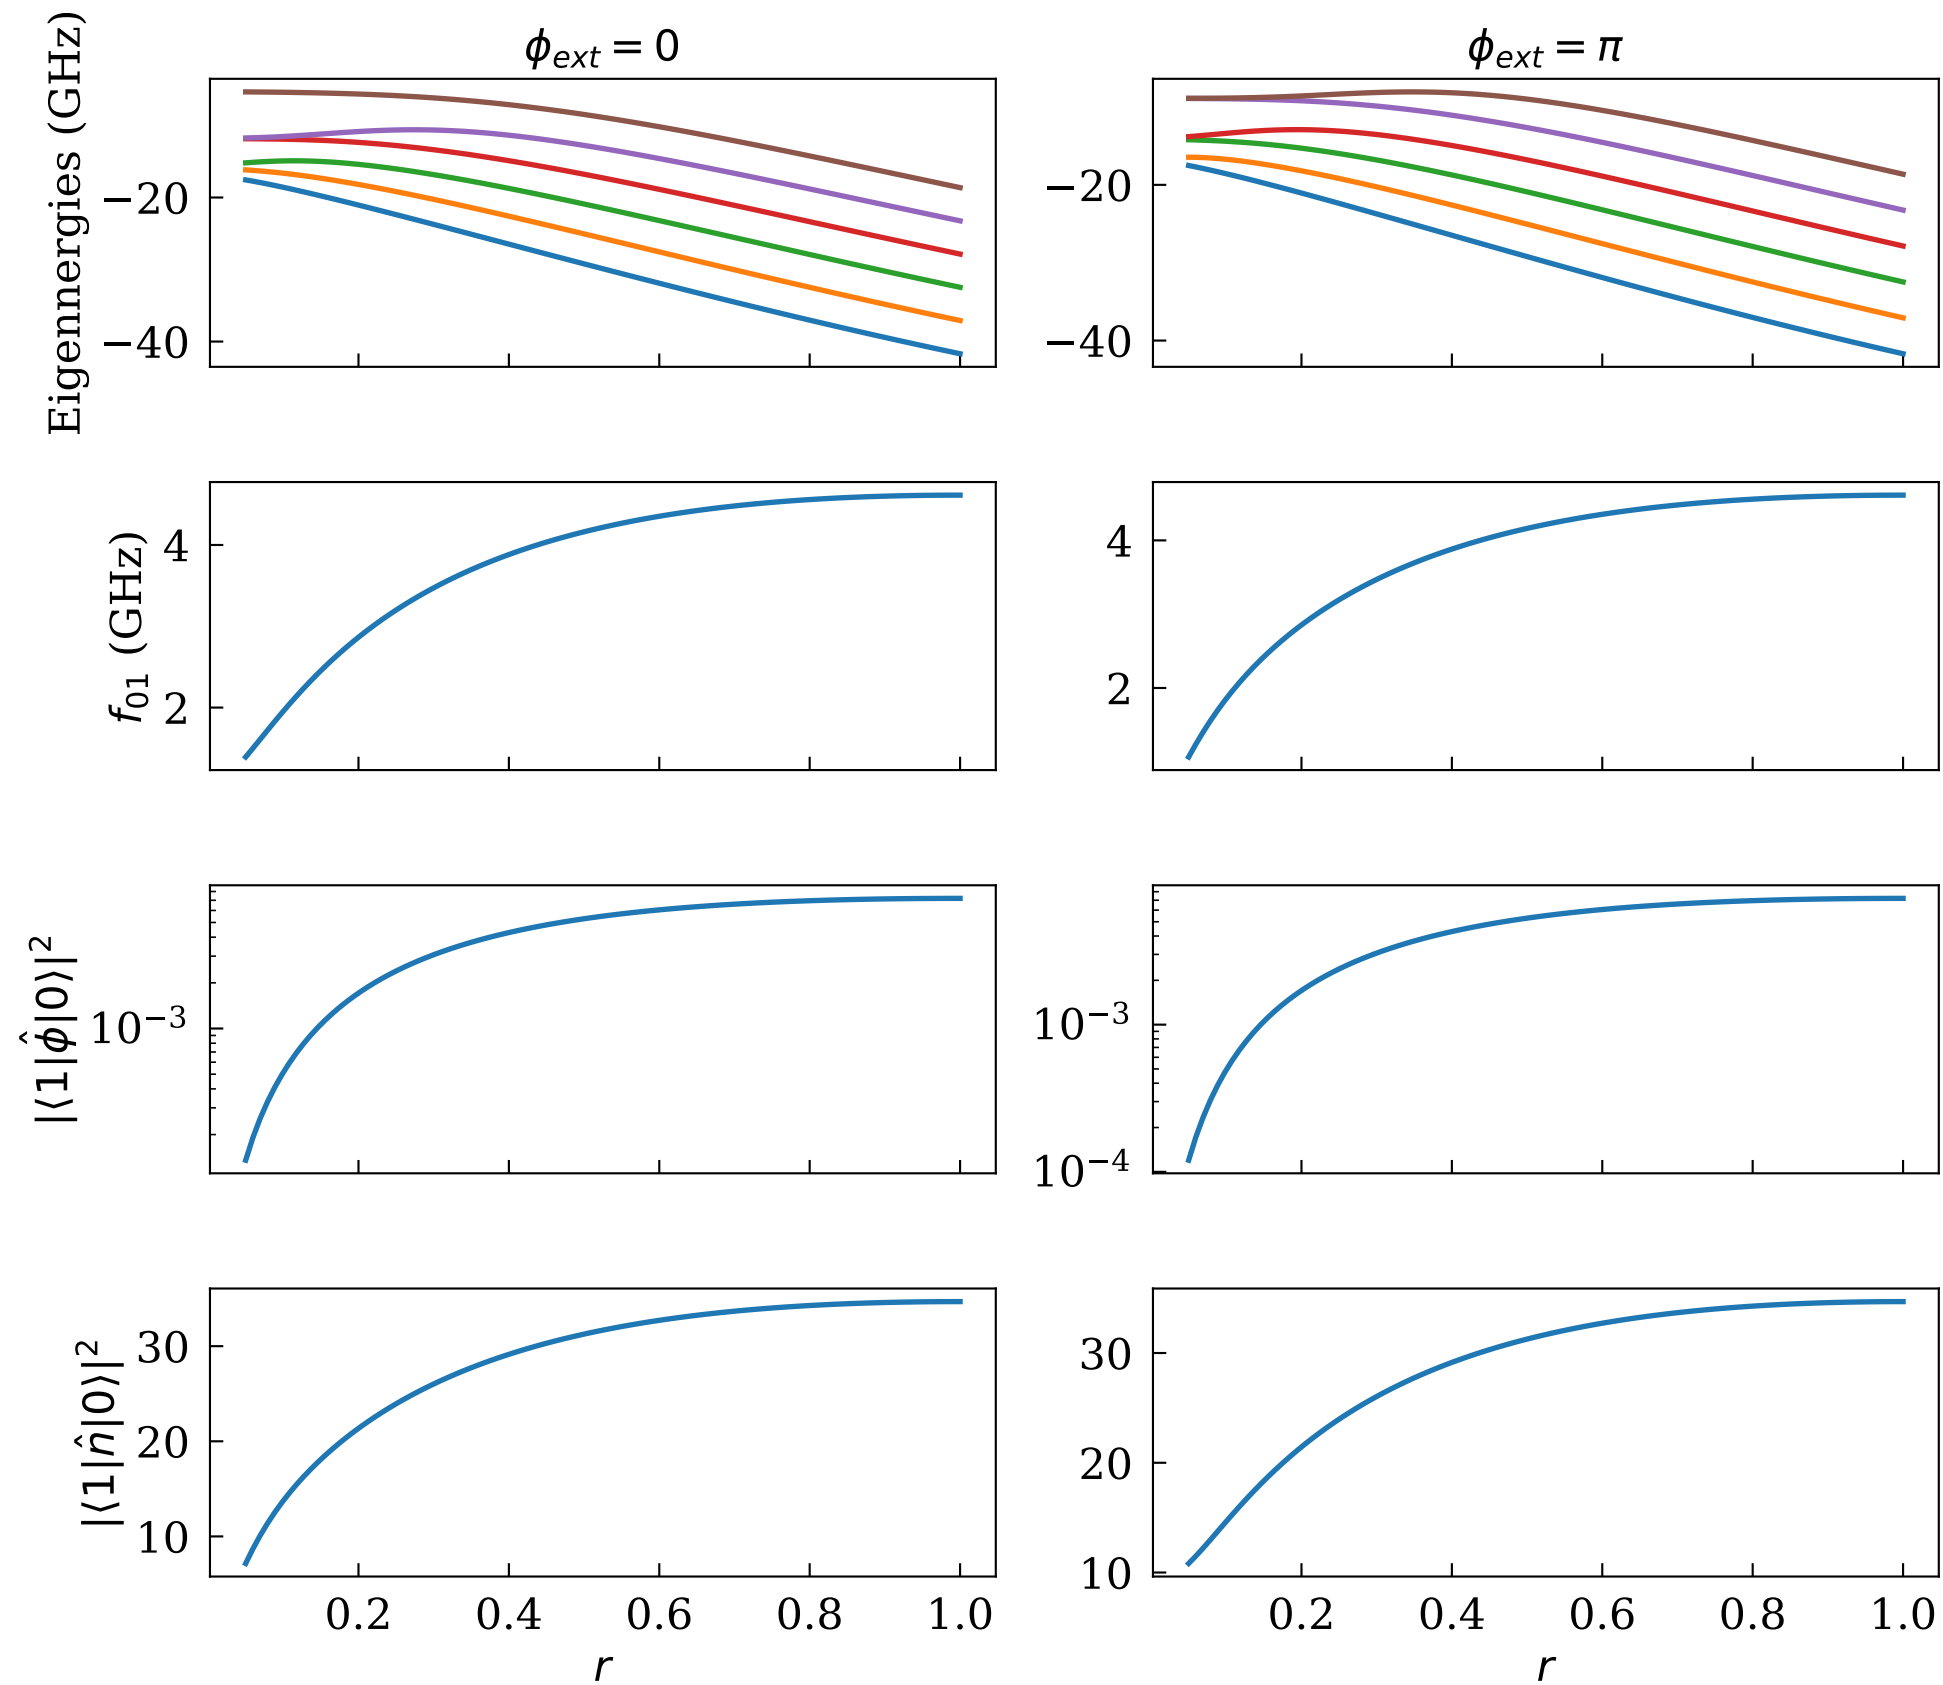 ϕ_ext = 0
ϕ_ext = π
Eigennergies (GHz)
−20
−40
−20
−40
f₀₁ (GHz)
4
2
4
2
|⟨1|ϕ̂|0⟩|²
10⁻³
10⁻³
10⁻⁴
|⟨1|n̂|0⟩|²
30
20
10
30
20
10
0.2 0.4 0.6 0.8 1.0
0.2 0.4 0.6 0.8 1.0
r
r